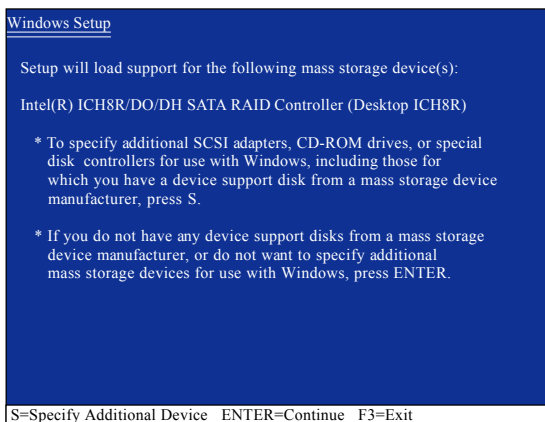 Windows Setup
Setup will load support for the following mass storage device(s):
Intel(R) ICH8R/DO/DH SATA RAID Controller (Desktop ICH8R)
* To specify additional SCSI adapters, CD-ROM drives, or special
disk controllers for use with Windows, including those for
which you have a device support disk from a mass storage device
manufacturer, press S.
* If you do not have any device support disks from a mass storage
device manufacturer, or do not want to specify additional
mass storage devices for use with Windows, press ENTER.
S=Specify Additional Device ENTER=Continue F3=Exit